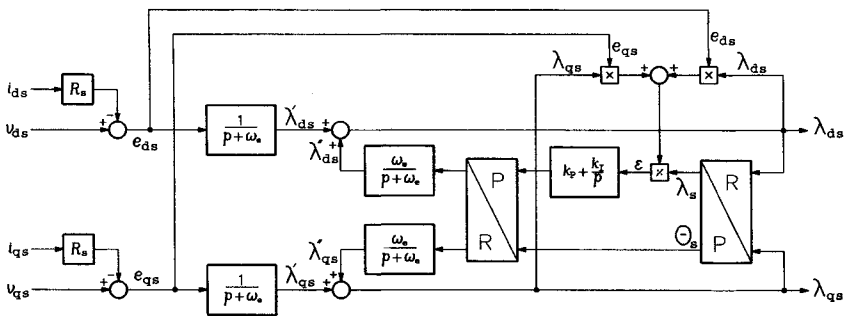 e_qs
e_ds
λ_qs
+
+
λ_ds
×
×
i_ds
R_s
−
v_ds
+
e_ds
1/(p+ω_e)
λ'_ds
+
+
λ_ds
λ''_ds
ω_e/(p+ω_e)
P
R
k_P + k_I/p
ε
λ_s
R
P
Θ_s
i_qs
R_s
−
λ''_qs
ω_e/(p+ω_e)
v_qs
+
e_qs
1/(p+ω_e)
λ'_qs
+
+
λ_qs